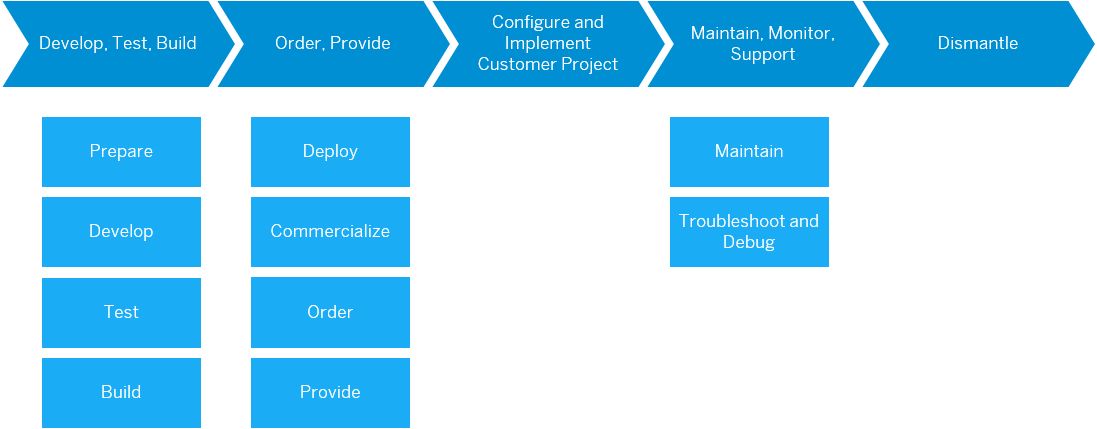 Develop, Test, Build
Order, Provide
Configure and
Implement
Customer Project
Maintain, Monitor,
Support
Dismantle
Prepare
Develop
Test
Build
Deploy
Commercialize
Order
Provide
Maintain
Troubleshoot and
Debug